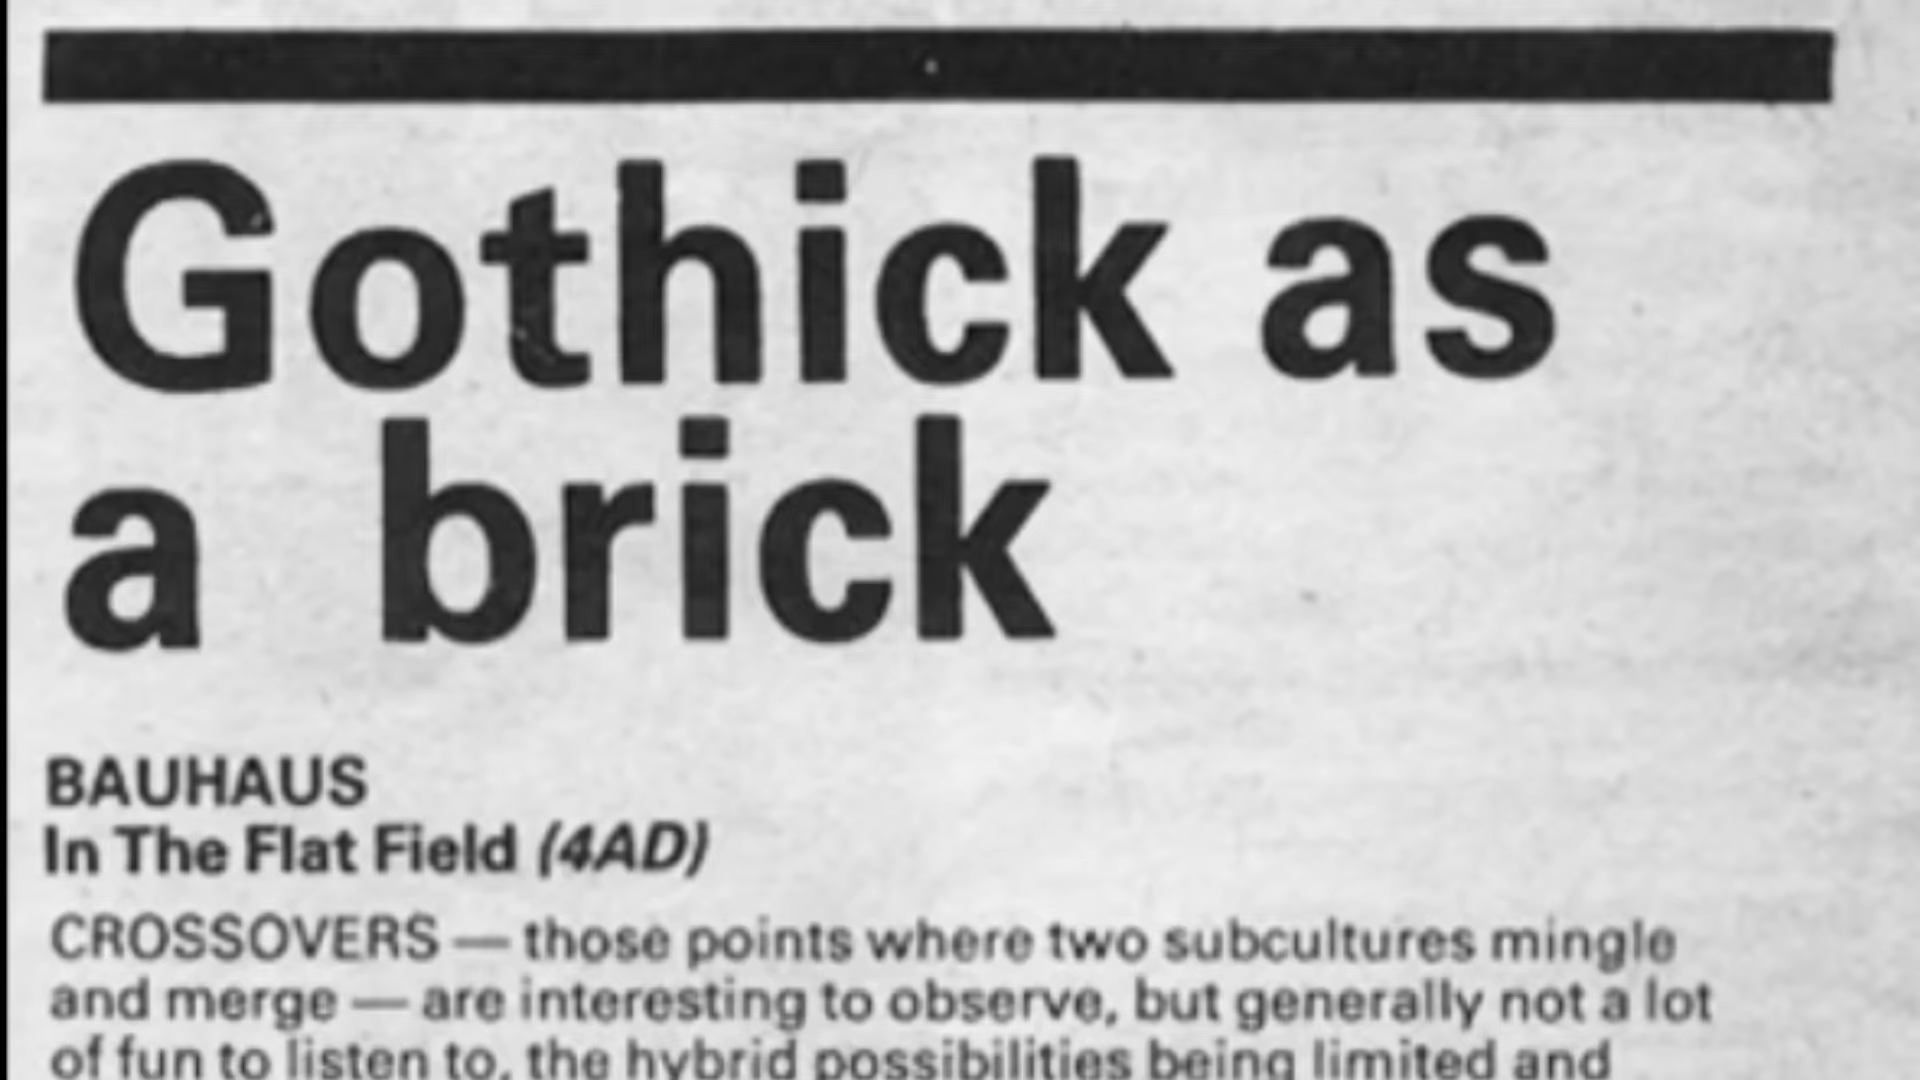 Gothick as
a brick
BAUHAUS
In The Flat Field (4AD)
CROSSOVERS — those points where two subcultures mingle
and merge — are interesting to observe, but generally not a lot
of fun to listen to, the hybrid possibilities being limited and